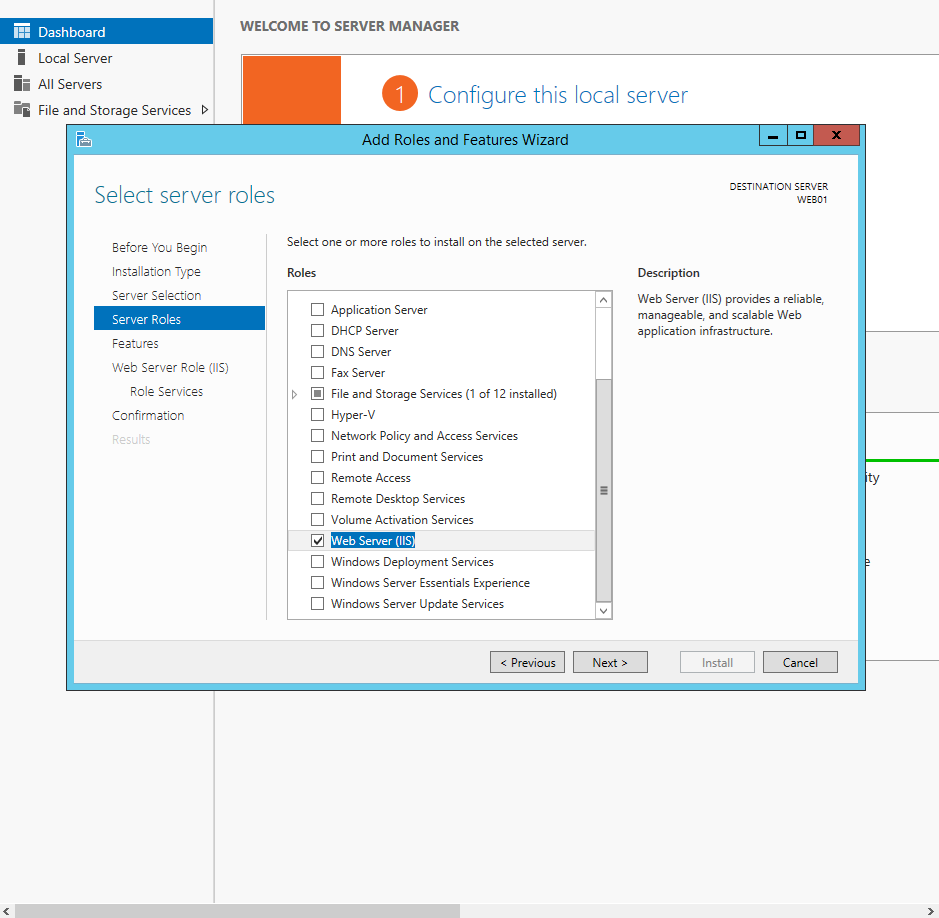 Dashboard
Local Server
All Servers
File and Storage Services
WELCOME TO SERVER MANAGER
1 Configure this local server
Add Roles and Features Wizard
Select server roles
DESTINATION SERVER
WEB01
Before You Begin
Installation Type
Server Selection
Server Roles
Features
Web Server Role (IIS)
Role Services
Confirmation
Results
Select one or more roles to install on the selected server.
Roles
Application Server
DHCP Server
DNS Server
Fax Server
File and Storage Services (1 of 12 installed)
Hyper-V
Network Policy and Access Services
Print and Document Services
Remote Access
Remote Desktop Services
Volume Activation Services
Web Server (IIS)
Windows Deployment Services
Windows Server Essentials Experience
Windows Server Update Services
Description
Web Server (IIS) provides a reliable,
manageable, and scalable Web
application infrastructure.
ity
e
< Previous
Next >
Install
Cancel